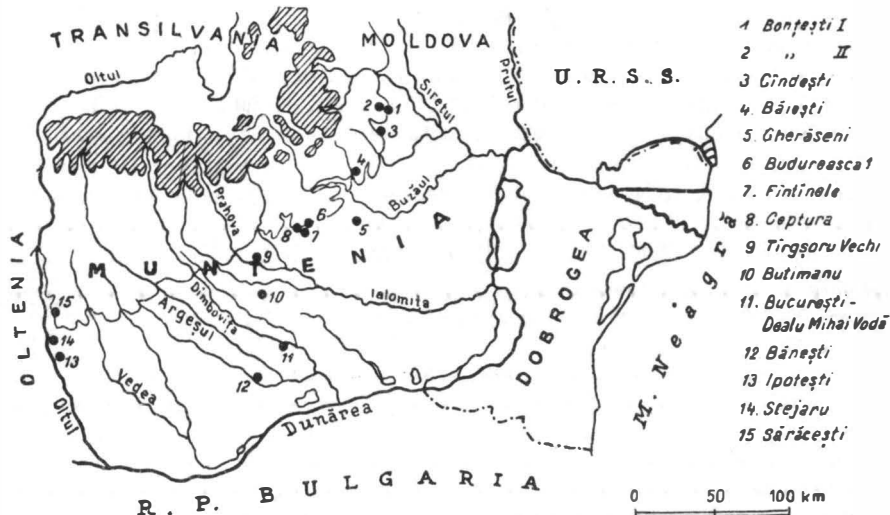 TRANSILVANIA
MOLDOVA
U.R.S.S.
Oltul
Siretul
Prutul
2
1
3
4
Buzăul
Prahova
6
8
7
5
OLTENIA
MUNTENIA
9
10
Ialomița
Dîmbovița
Argeșul
15
14
13
11
12
Vedea
Oltul
Dunărea
DOBROGEA
M. Neagră
R.P. BULGARIA
1 Bonțești I
2 „ II
3 Cîndești
4. Băiești
5. Gherăseni
6 Budureasca 1
7. Fîntînele
8. Ceptura
9 Tîrgșoru Vechi
10 Butimanu
11. București -
Dealu Mihai Vodă
12 Bănești
13 Ipotești
14. Stejaru
15 Sărăcești
0 50 100 km